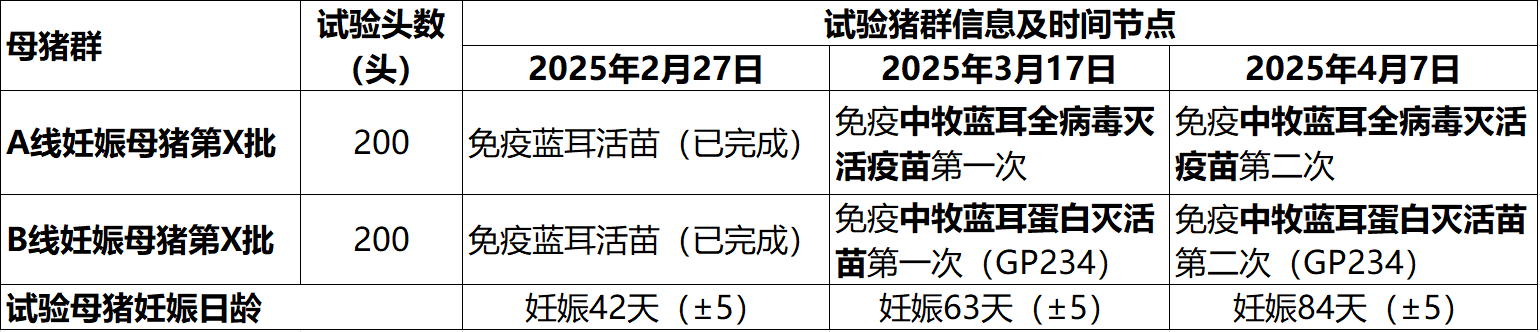 母猪群
试验头数
（头）
试验猪群信息及时间节点
2025年2月27日
2025年3月17日
2025年4月7日
A线妊娠母猪第X批
200
免疫蓝耳活苗（已完成）
免疫中牧蓝耳全病毒灭
活疫苗第一次
免疫中牧蓝耳全病毒灭活
疫苗第二次
B线妊娠母猪第X批
200
免疫蓝耳活苗（已完成）
免疫中牧蓝耳蛋白灭活
苗第一次（GP234）
免疫中牧蓝耳蛋白灭活苗
第二次（GP234）
试验母猪妊娠日龄
妊娠42天（±5）
妊娠63天（±5）
妊娠84天（±5）